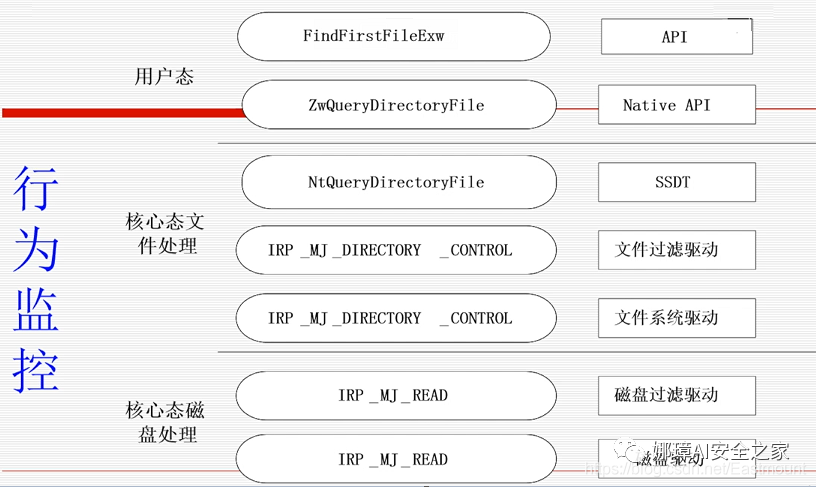 行为监控
用户态
FindFirstFileExw
API
ZwQueryDirectoryFile
Native API
核心态文
件处理
NtQueryDirectoryFile
SSDT
IRP _MJ _DIRECTORY _CONTROL
文件过滤驱动
IRP _MJ _DIRECTORY _CONTROL
文件系统驱动
核心态磁
盘处理
IRP _MJ _READ
磁盘过滤驱动
IRP _MJ _READ
磁盘驱动
娜璋AI安全之家
https://blog.csdn.net/Eastmount